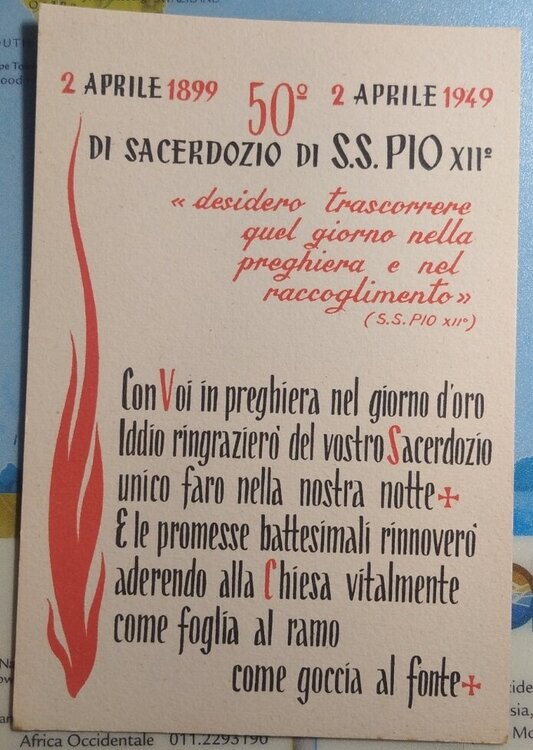 2 APRILE 1899 50º 2 APRILE 1949
DI SACERDOZIO DI S.S. PIO XIIº
« desidero trascorrere
quel giorno nella
preghiera e nel
raccoglimento »
(S.S. PIO XIIº)
Con Voi in preghiera nel giorno d'oro
Iddio ringrazierò del vostro Sacerdozio
unico faro nella nostra notte ✠
E le promesse battesimali rinnoverò
aderendo alla Chiesa vitalmente
come foglia al ramo
come goccia al fonte ✠
Africa Occidentale 011.2293190